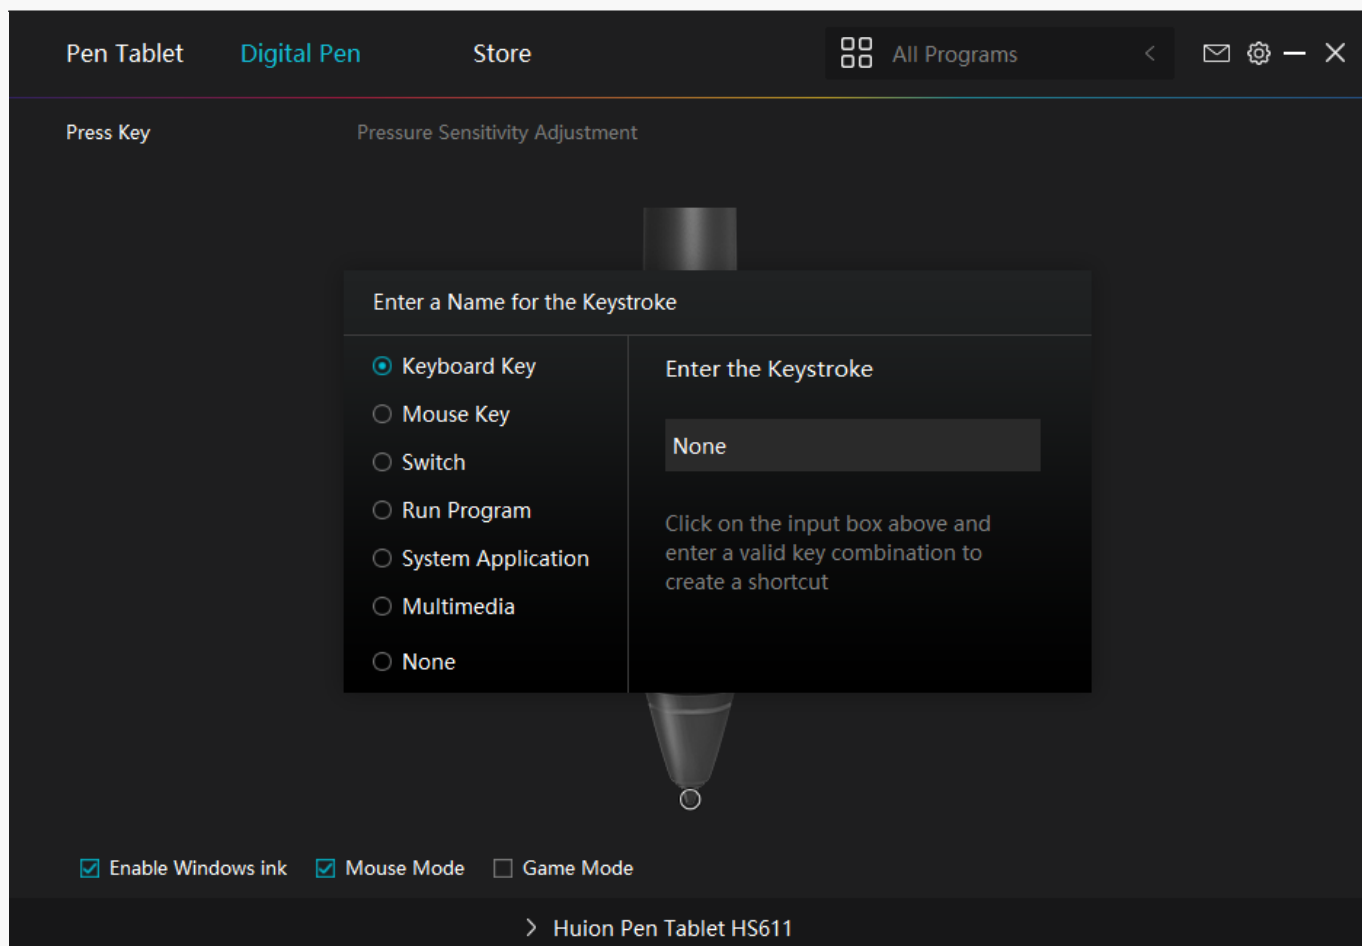 Pen Tablet Digital Pen Store All Programs
Press Key Pressure Sensitivity Adjustment
Enter a Name for the Keystroke
Keyboard Key
Mouse Key
Switch
Run Program
System Application
Multimedia
None
Enter the Keystroke
None
Click on the input box above and
enter a valid key combination to
create a shortcut
Enable Windows ink Mouse Mode Game Mode
Huion Pen Tablet HS611